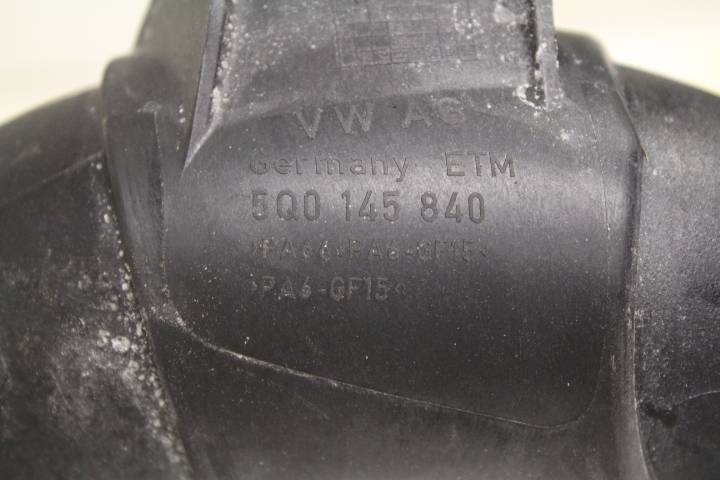 VW AG
Germany ETM
5Q0 145 840
>PA66+PA6-GF15<
>PA6-GF15<